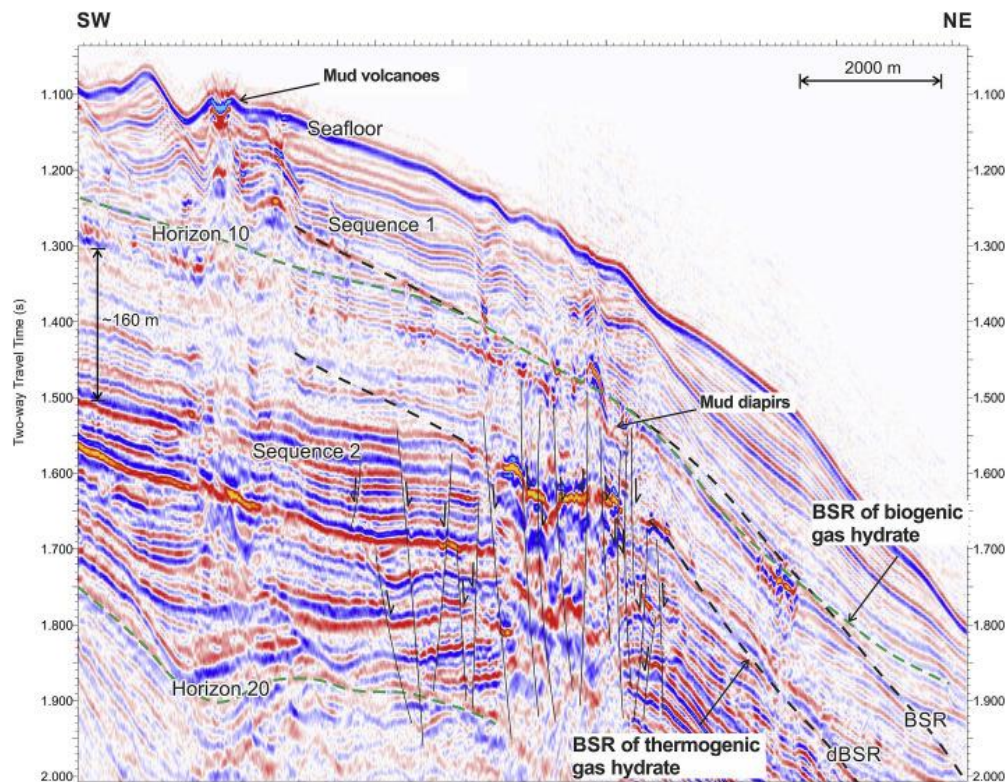 SW
NE
Mud volcanoes
2000 m
1.100
1.100
Seafloor
1.200
1.200
Sequence 1
Horizon 10
1.300
1.300
~160 m
1.400
1.400
Two-way Travel Time (s)
1.500
1.500
Mud diapirs
Sequence 2
1.600
1.600
BSR of biogenic
gas hydrate
1.700
1.700
1.800
1.800
Horizon 20
1.900
1.900
BSR
BSR of thermogenic
gas hydrate
dBSR
2.000
2.000